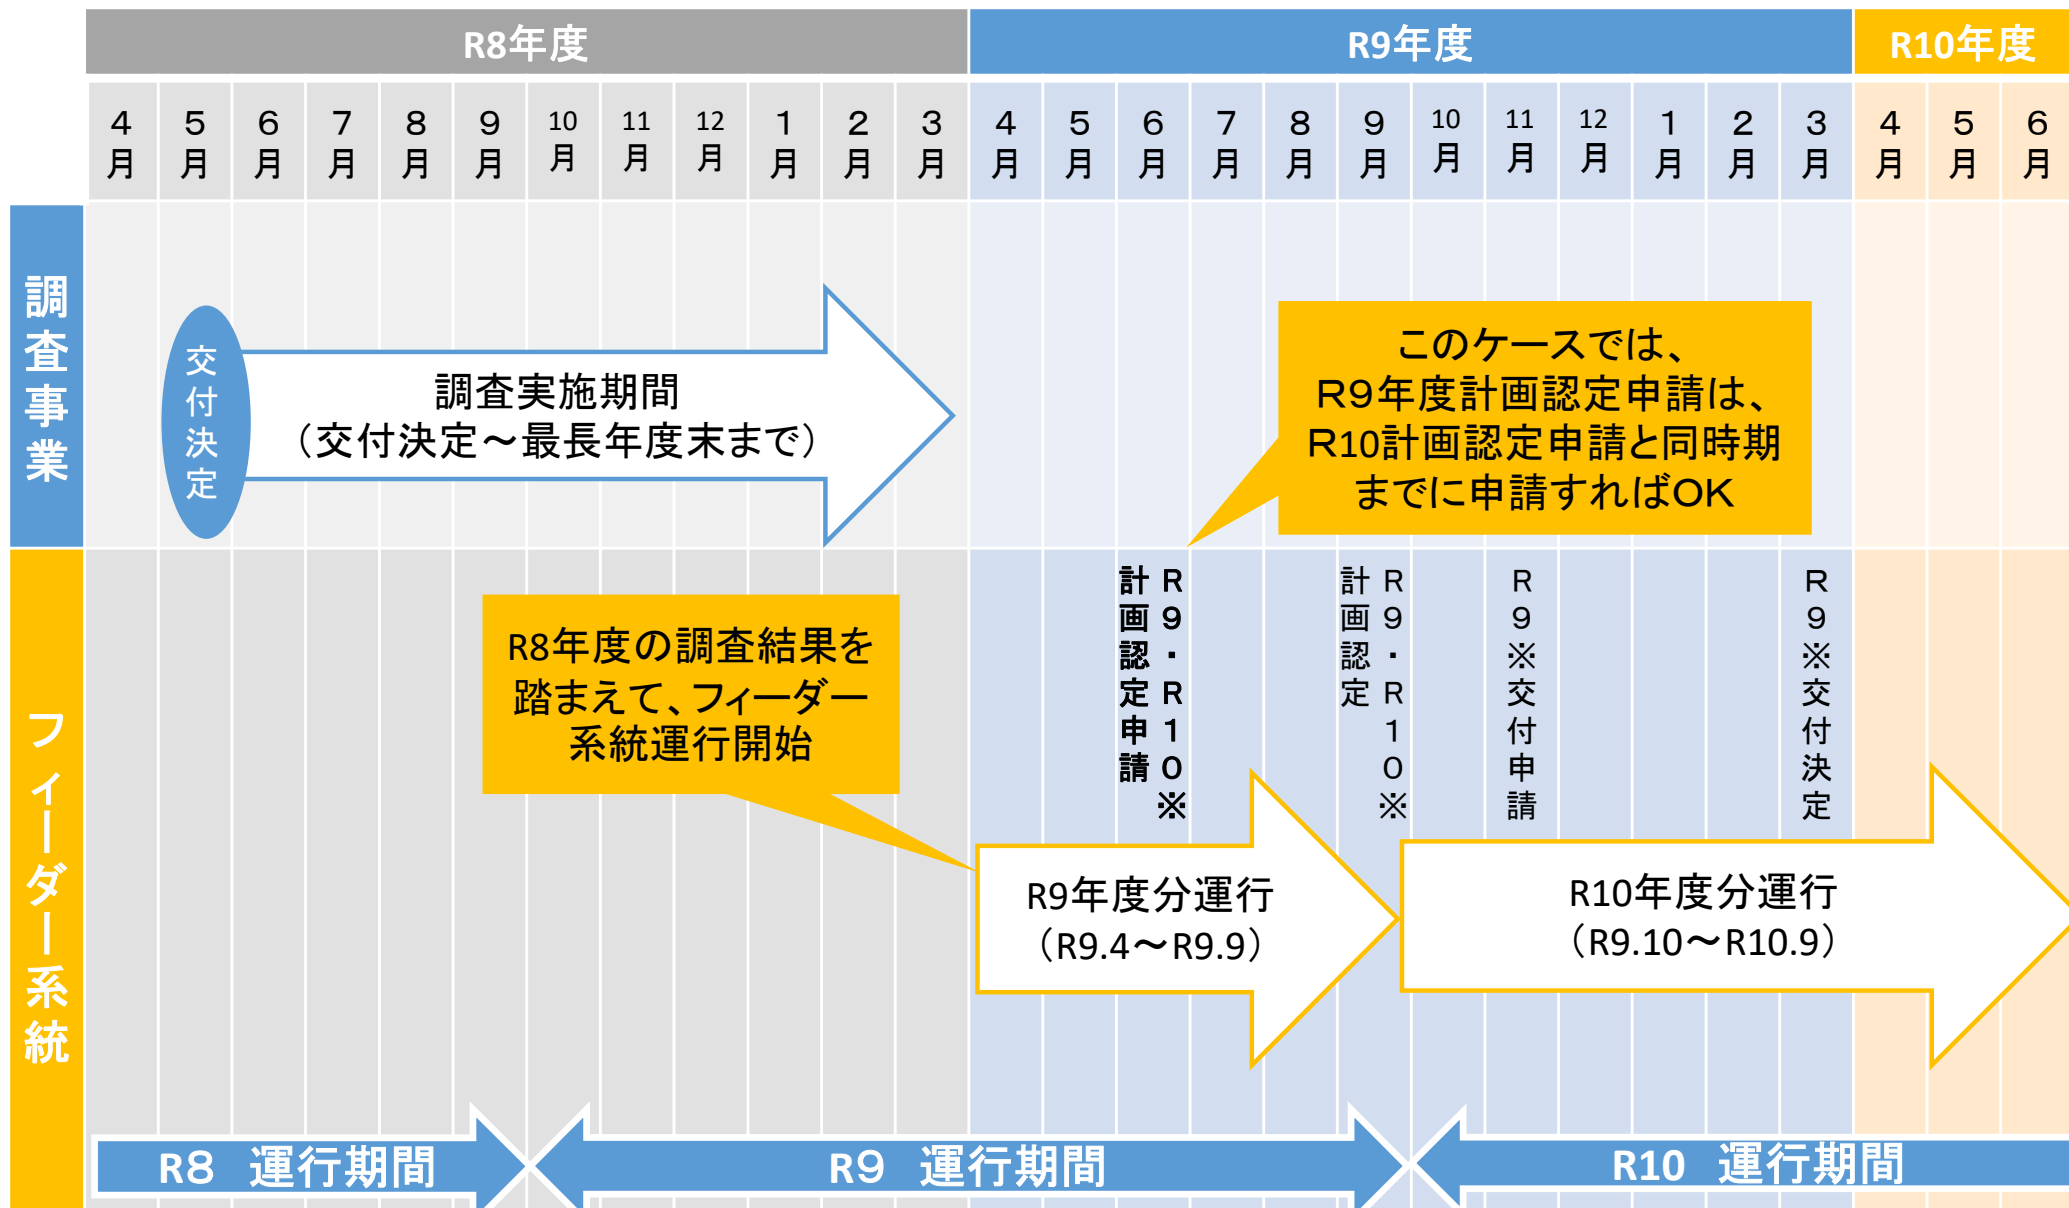 R8年度
R9年度
R10年度
4月 5月 6月 7月 8月 9月 10月 11月 12月 1月 2月 3月 4月 5月 6月 7月 8月 9月 10月 11月 12月 1月 2月 3月 4月 5月 6月
調査事業
交付決定
調査実施期間
（交付決定～最長年度末まで）
このケースでは、
R9年度計画認定申請は、
R10計画認定申請と同時期
までに申請すればOK
フィーダー系統
R8年度の調査結果を
踏まえて、フィーダー
系統運行開始
R9・R10※
計画認定申請
R9・R10※
計画認定
R9※交付申請
R9※交付決定
R9年度分運行
（R9.4～R9.9）
R10年度分運行
（R9.10～R10.9）
R8　運行期間
R9　運行期間
R10　運行期間